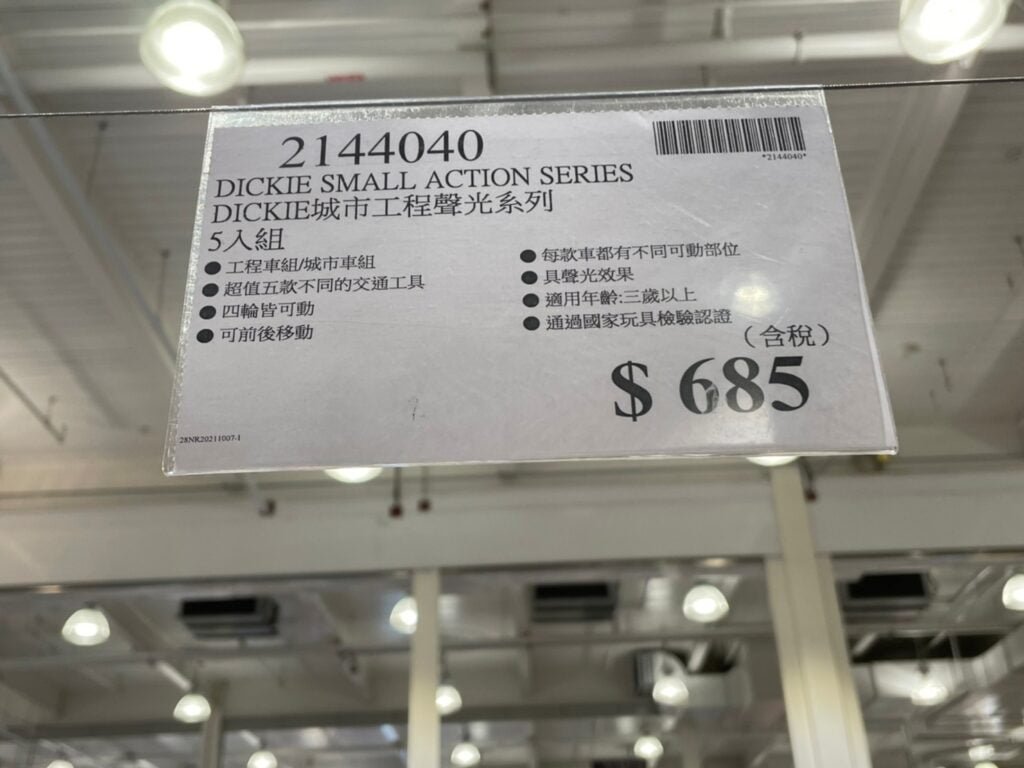 2144040
*2144040*
DICKIE SMALL ACTION SERIES
DICKIE城市工程聲光系列
5入組
● 工程車組/城市車組
● 超值五款不同的交通工具
● 四輪皆可動
● 可前後移動
● 每款車都有不同可動部位
● 具聲光效果
● 適用年齡:三歲以上
● 通過國家玩具檢驗認證
(含稅)
$ 685
28NR20211007-1